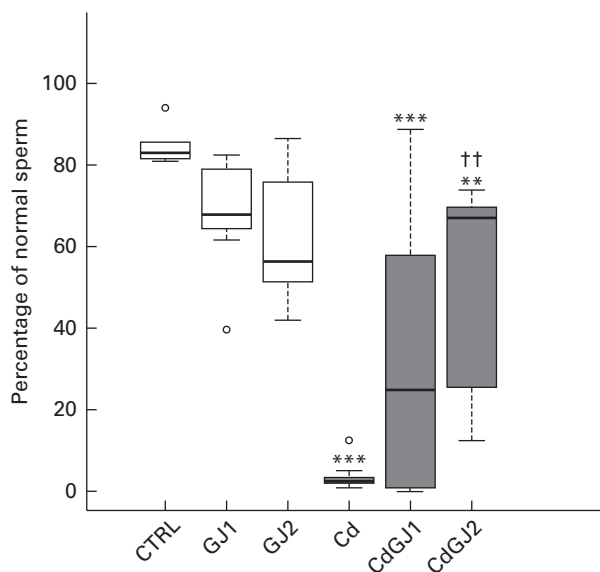 Percentage of normal sperm
100
80
60
40
20
0
***
††
**
***
CTRL
GJ1
GJ2
Cd
CdGJ1
CdGJ2